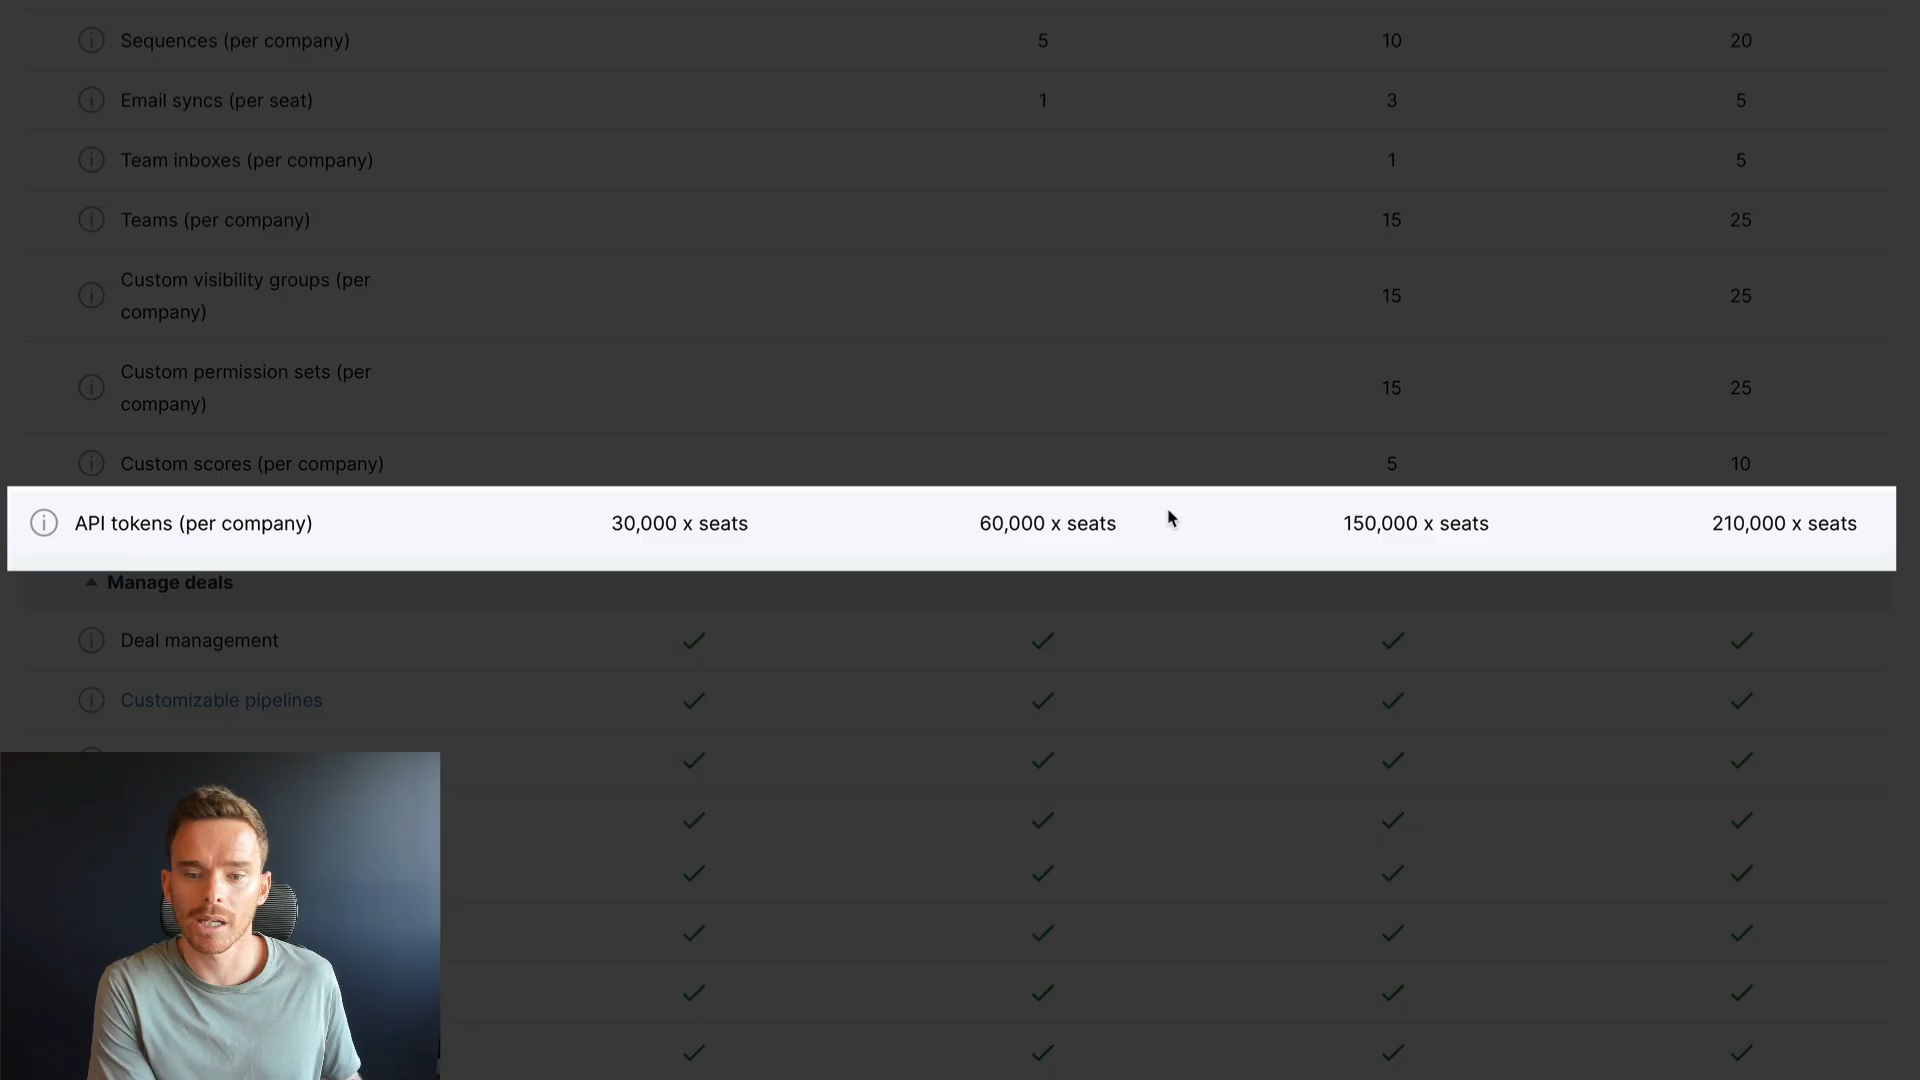 Sequences (per company) 5 10 20
Email syncs (per seat) 1 3 5
Team inboxes (per company) 1 5
Teams (per company) 15 25
Custom visibility groups (per
company) 15 25
Custom permission sets (per
company) 15 25
Custom scores (per company) 5 10
API tokens (per company) 30,000 x seats 60,000 x seats 150,000 x seats 210,000 x seats
Manage deals
Deal management
Customizable pipelines